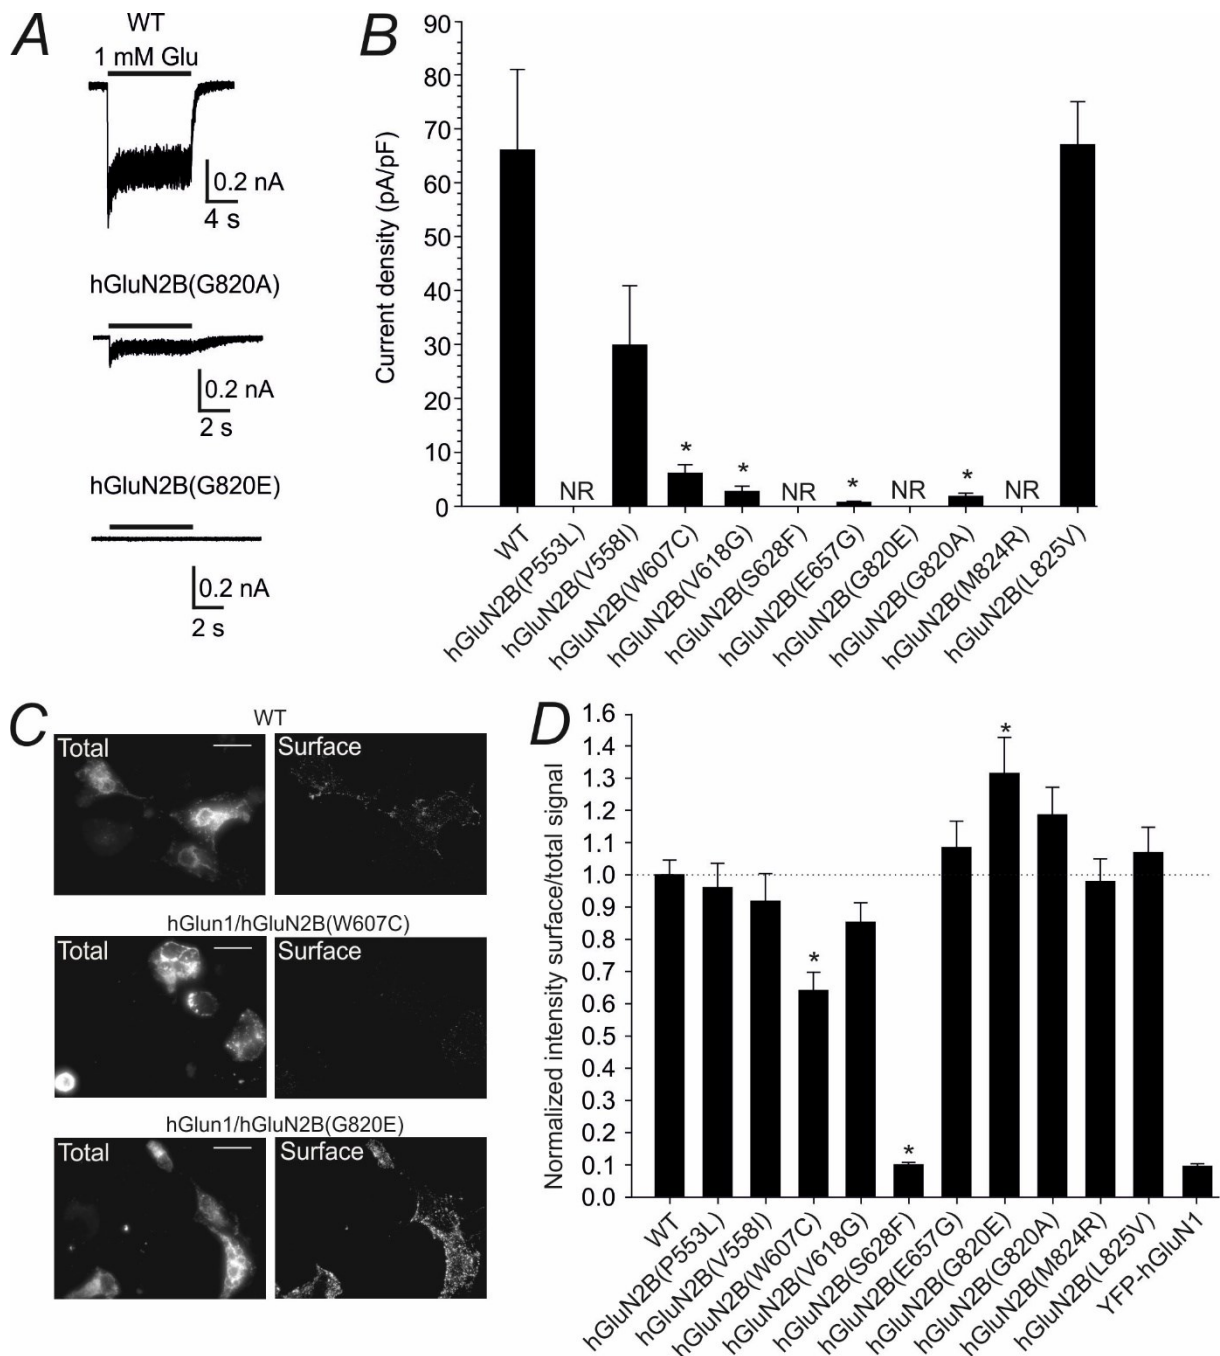 A
WT
1 mM Glu
0.2 nA
4 s
hGluN2B(G820A)
0.2 nA
2 s
hGluN2B(G820E)
0.2 nA
2 s
B
Current density (pA/pF)
90
80
70
60
50
40
30
20
10
0
NR
*
*
NR
*
NR
*
NR
WT
hGluN2B(P553L)
hGluN2B(V558I)
hGluN2B(W607C)
hGluN2B(V618G)
hGluN2B(S628F)
hGluN2B(E657G)
hGluN2B(G820E)
hGluN2B(G820A)
hGluN2B(M824R)
hGluN2B(L825V)
C
WT
Total
Surface
hGlun1/hGluN2B(W607C)
Total
Surface
hGlun1/hGluN2B(G820E)
Total
Surface
D
Normalized intensity surface/total signal
1.6
1.4
1.3
1.2
1.1
1.0
0.9
0.8
0.7
0.6
0.5
0.4
0.3
0.2
0.1
0.0
*
*
*
WT
hGluN2B(P553L)
hGluN2B(V558I)
hGluN2B(W607C)
hGluN2B(V618G)
hGluN2B(S628F)
hGluN2B(E657G)
hGluN2B(G820E)
hGluN2B(G820A)
hGluN2B(M824R)
hGluN2B(L825V)
YFP-hGluN1